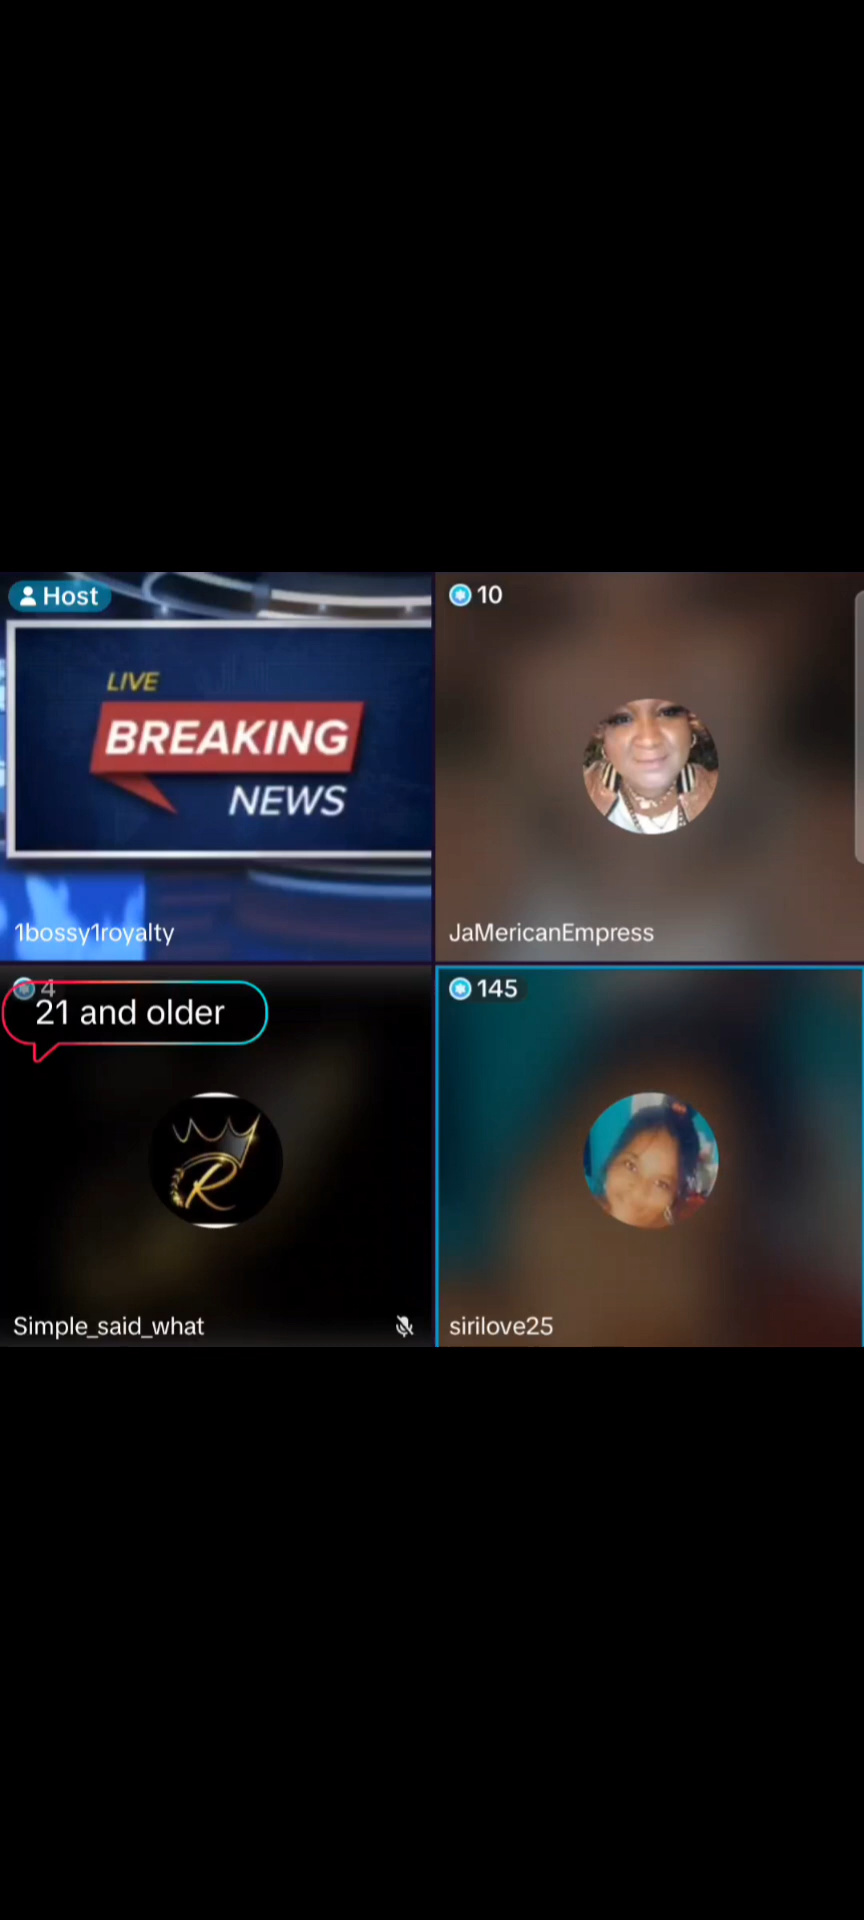 Host
LIVE
BREAKING
NEWS
1bossy1royalty
10
JaMericanEmpress
4
21 and older
R
Simple_said_what
145
sirilove25